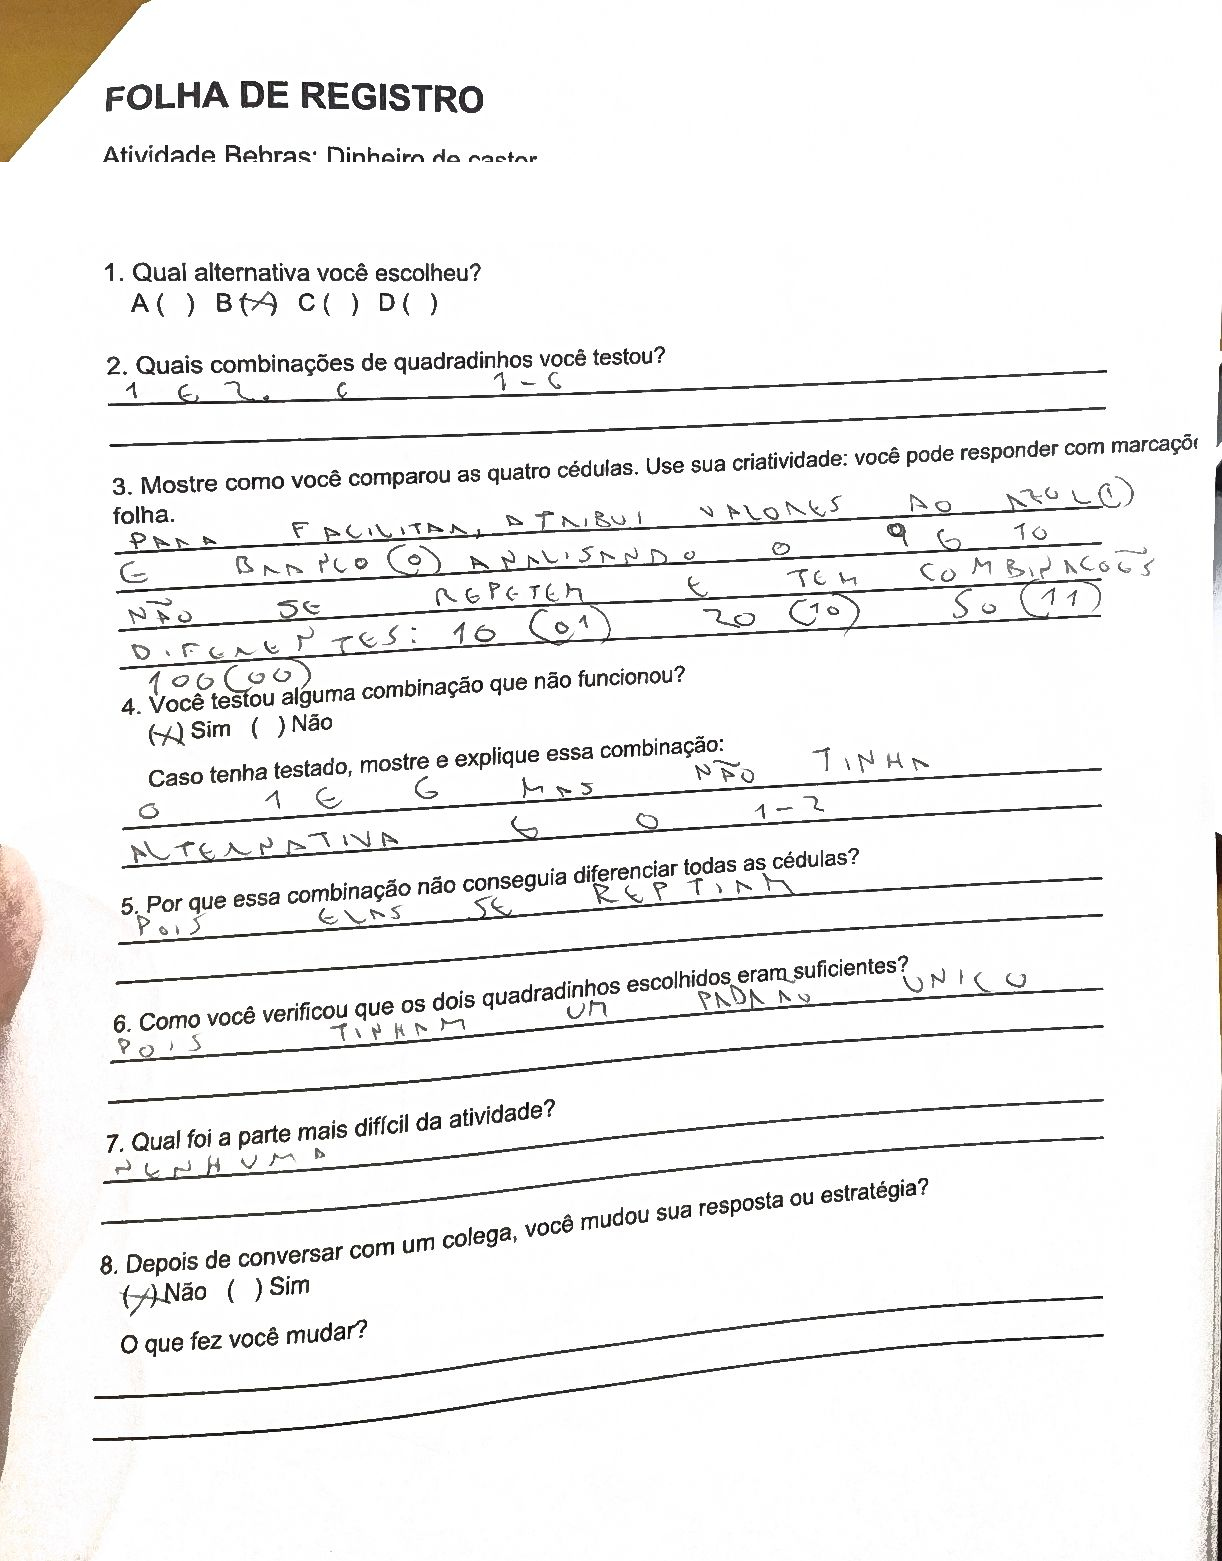 FOLHA DE REGISTRO
Atividade Bebras: Dinheiro de castor
1. Qual alternativa você escolheu?
A ( ) B (X) C ( ) D ( )
2. Quais combinações de quadradinhos você testou?
1 E 2. E 1-6
3. Mostre como você comparou as quatro cédulas. Use sua criatividade: você pode responder com marcaçõ
folha.
PARA FACILITAR, ATRIBUI VALORES AO AZUL (1)
E BRANCO (0) ANALISANDO O 9 E 10
NÃO SE REPETEM E TEM COMBINAÇÕES
DIFERENTES: 10 (01) 20 (10) 50 (11)
100 (00)
4. Você testou alguma combinação que não funcionou?
(X) Sim ( ) Não
Caso tenha testado, mostre e explique essa combinação:
O 1 E 6 MAS NÃO TINHA
ALTERNATIVA E O 1-2
5. Por que essa combinação não conseguia diferenciar todas as cédulas?
POIS ELAS SE REPTIAM
6. Como você verificou que os dois quadradinhos escolhidos eram suficientes?
POIS TINHAM UM PADRAO UNICO
7. Qual foi a parte mais difícil da atividade?
NENHUMA
8. Depois de conversar com um colega, você mudou sua resposta ou estratégia?
(X) Não ( ) Sim
O que fez você mudar?